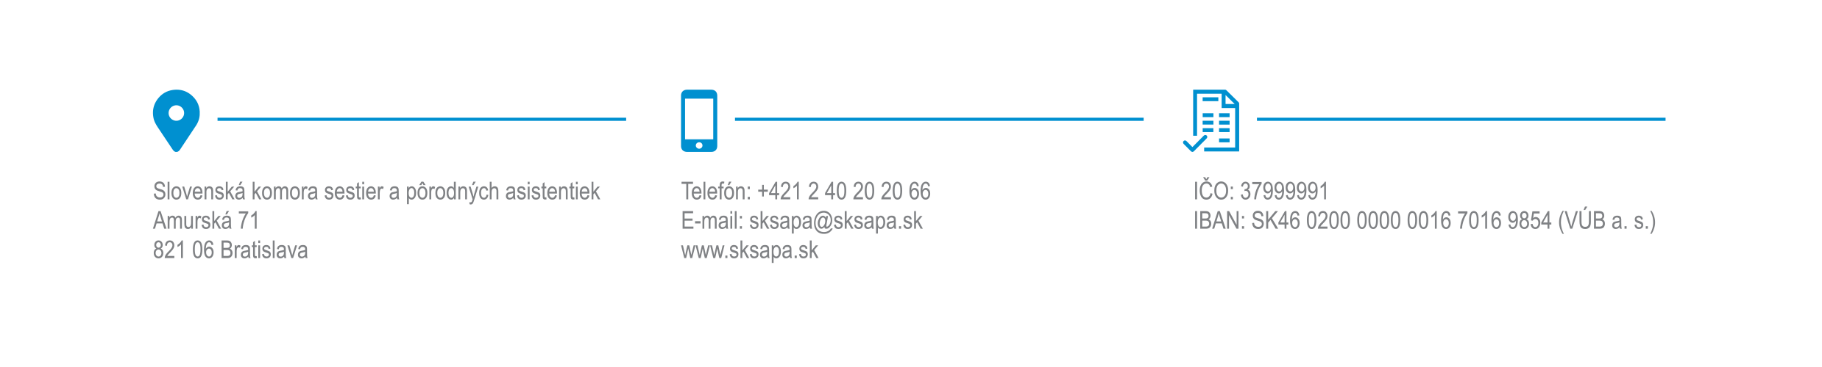 Slovenská komora sestier a pôrodných asistentiek
Amurská 71
821 06 Bratislava
Telefón: +421 2 40 20 20 66
E-mail: sksapa@sksapa.sk
www.sksapa.sk
IČO: 37999991
IBAN: SK46 0200 0000 0016 7016 9854 (VÚB a. s.)